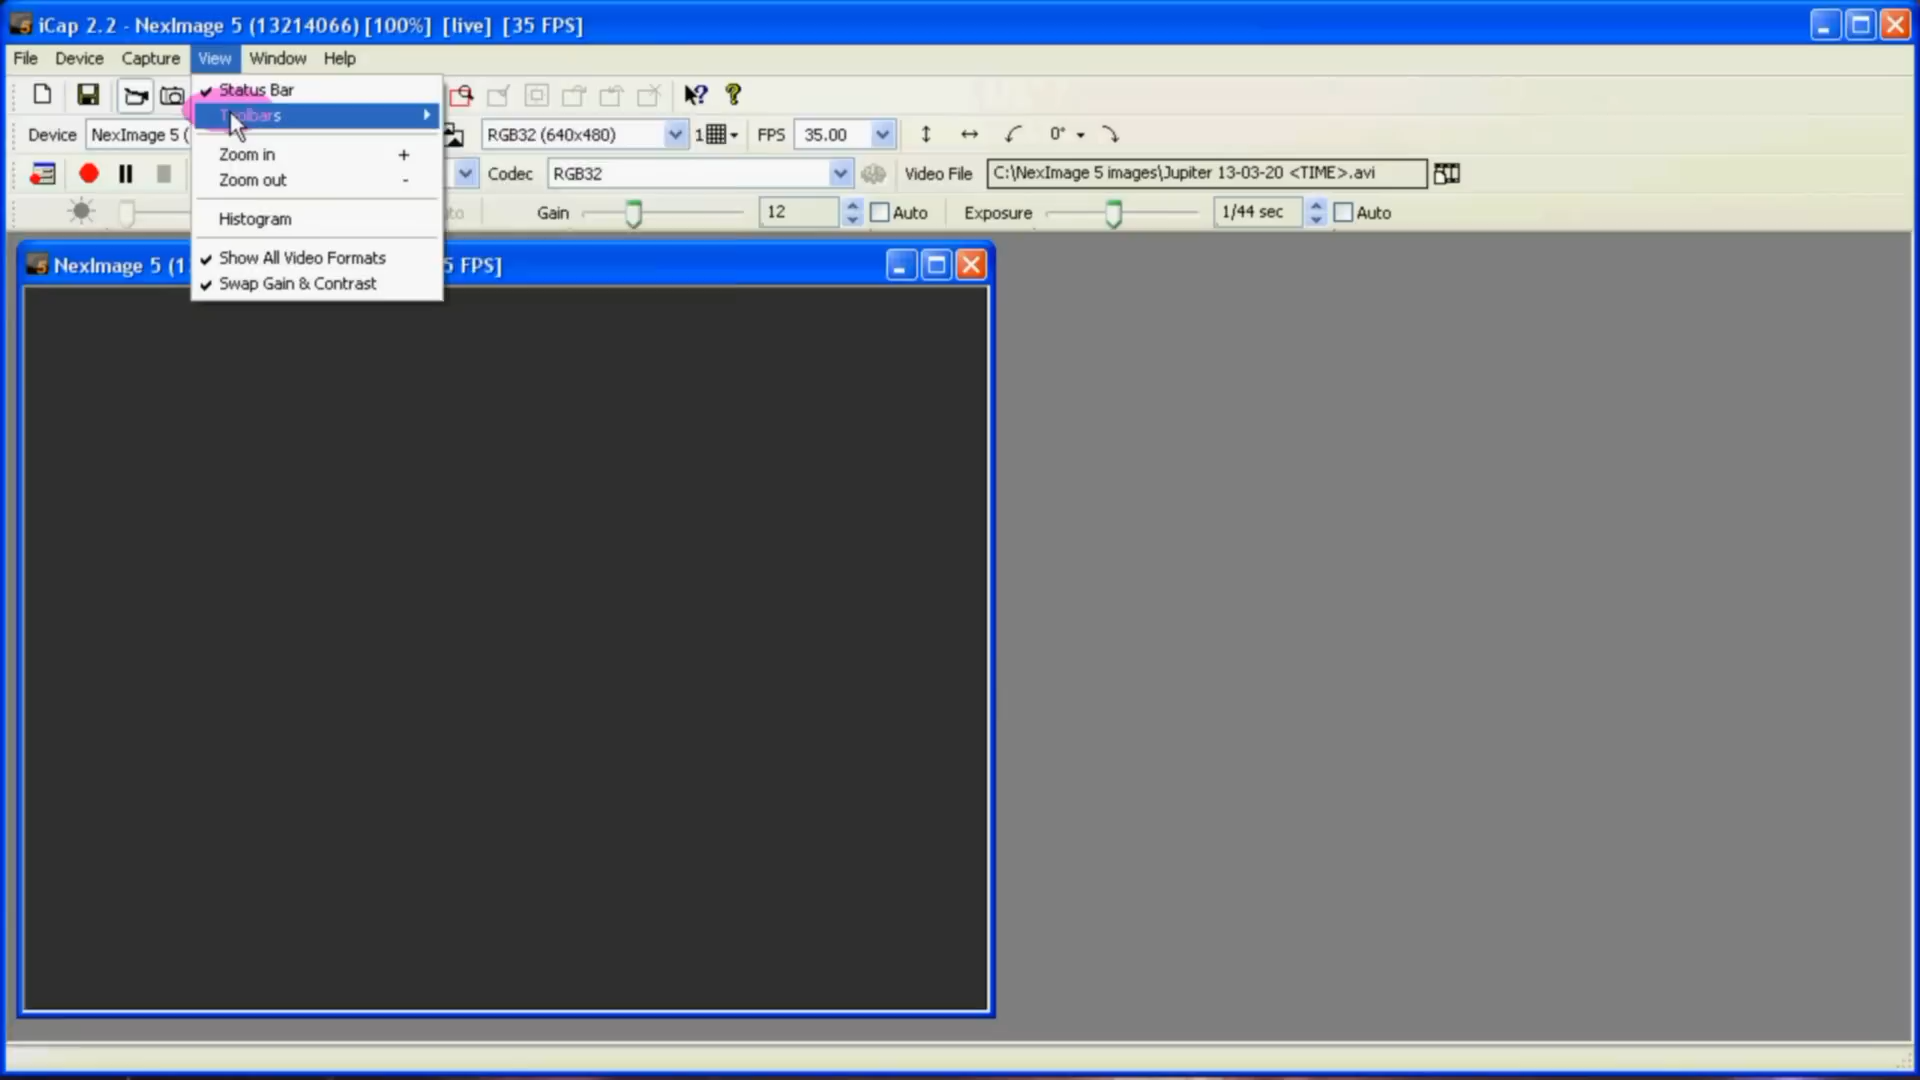 iCap 2.2 - NexImage 5 (13214066) [100%] [live] [35 FPS]
File Device Capture View Window Help
Status Bar
Toolbars
Device NexImage 5 ( RGB32 (640x480) 1 FPS 35.00 0°
Zoom in +
Codec RGB32 Video File C:\NexImage 5 images\Jupiter 13-03-20 <TIME>.avi
Zoom out -
Gain 12 Auto Exposure 1/44 sec Auto
Histogram
NexImage 5 (1 5 FPS]
Show All Video Formats
Swap Gain & Contrast